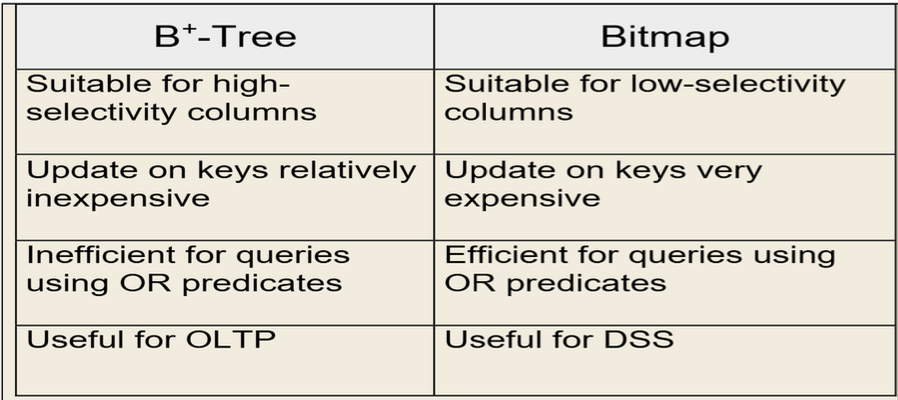 B⁺-Tree
Bitmap
Suitable for high-
selectivity columns
Suitable for low-selectivity
columns
Update on keys relatively
inexpensive
Update on keys very
expensive
Inefficient for queries
using OR predicates
Efficient for queries using
OR predicates
Useful for OLTP
Useful for DSS